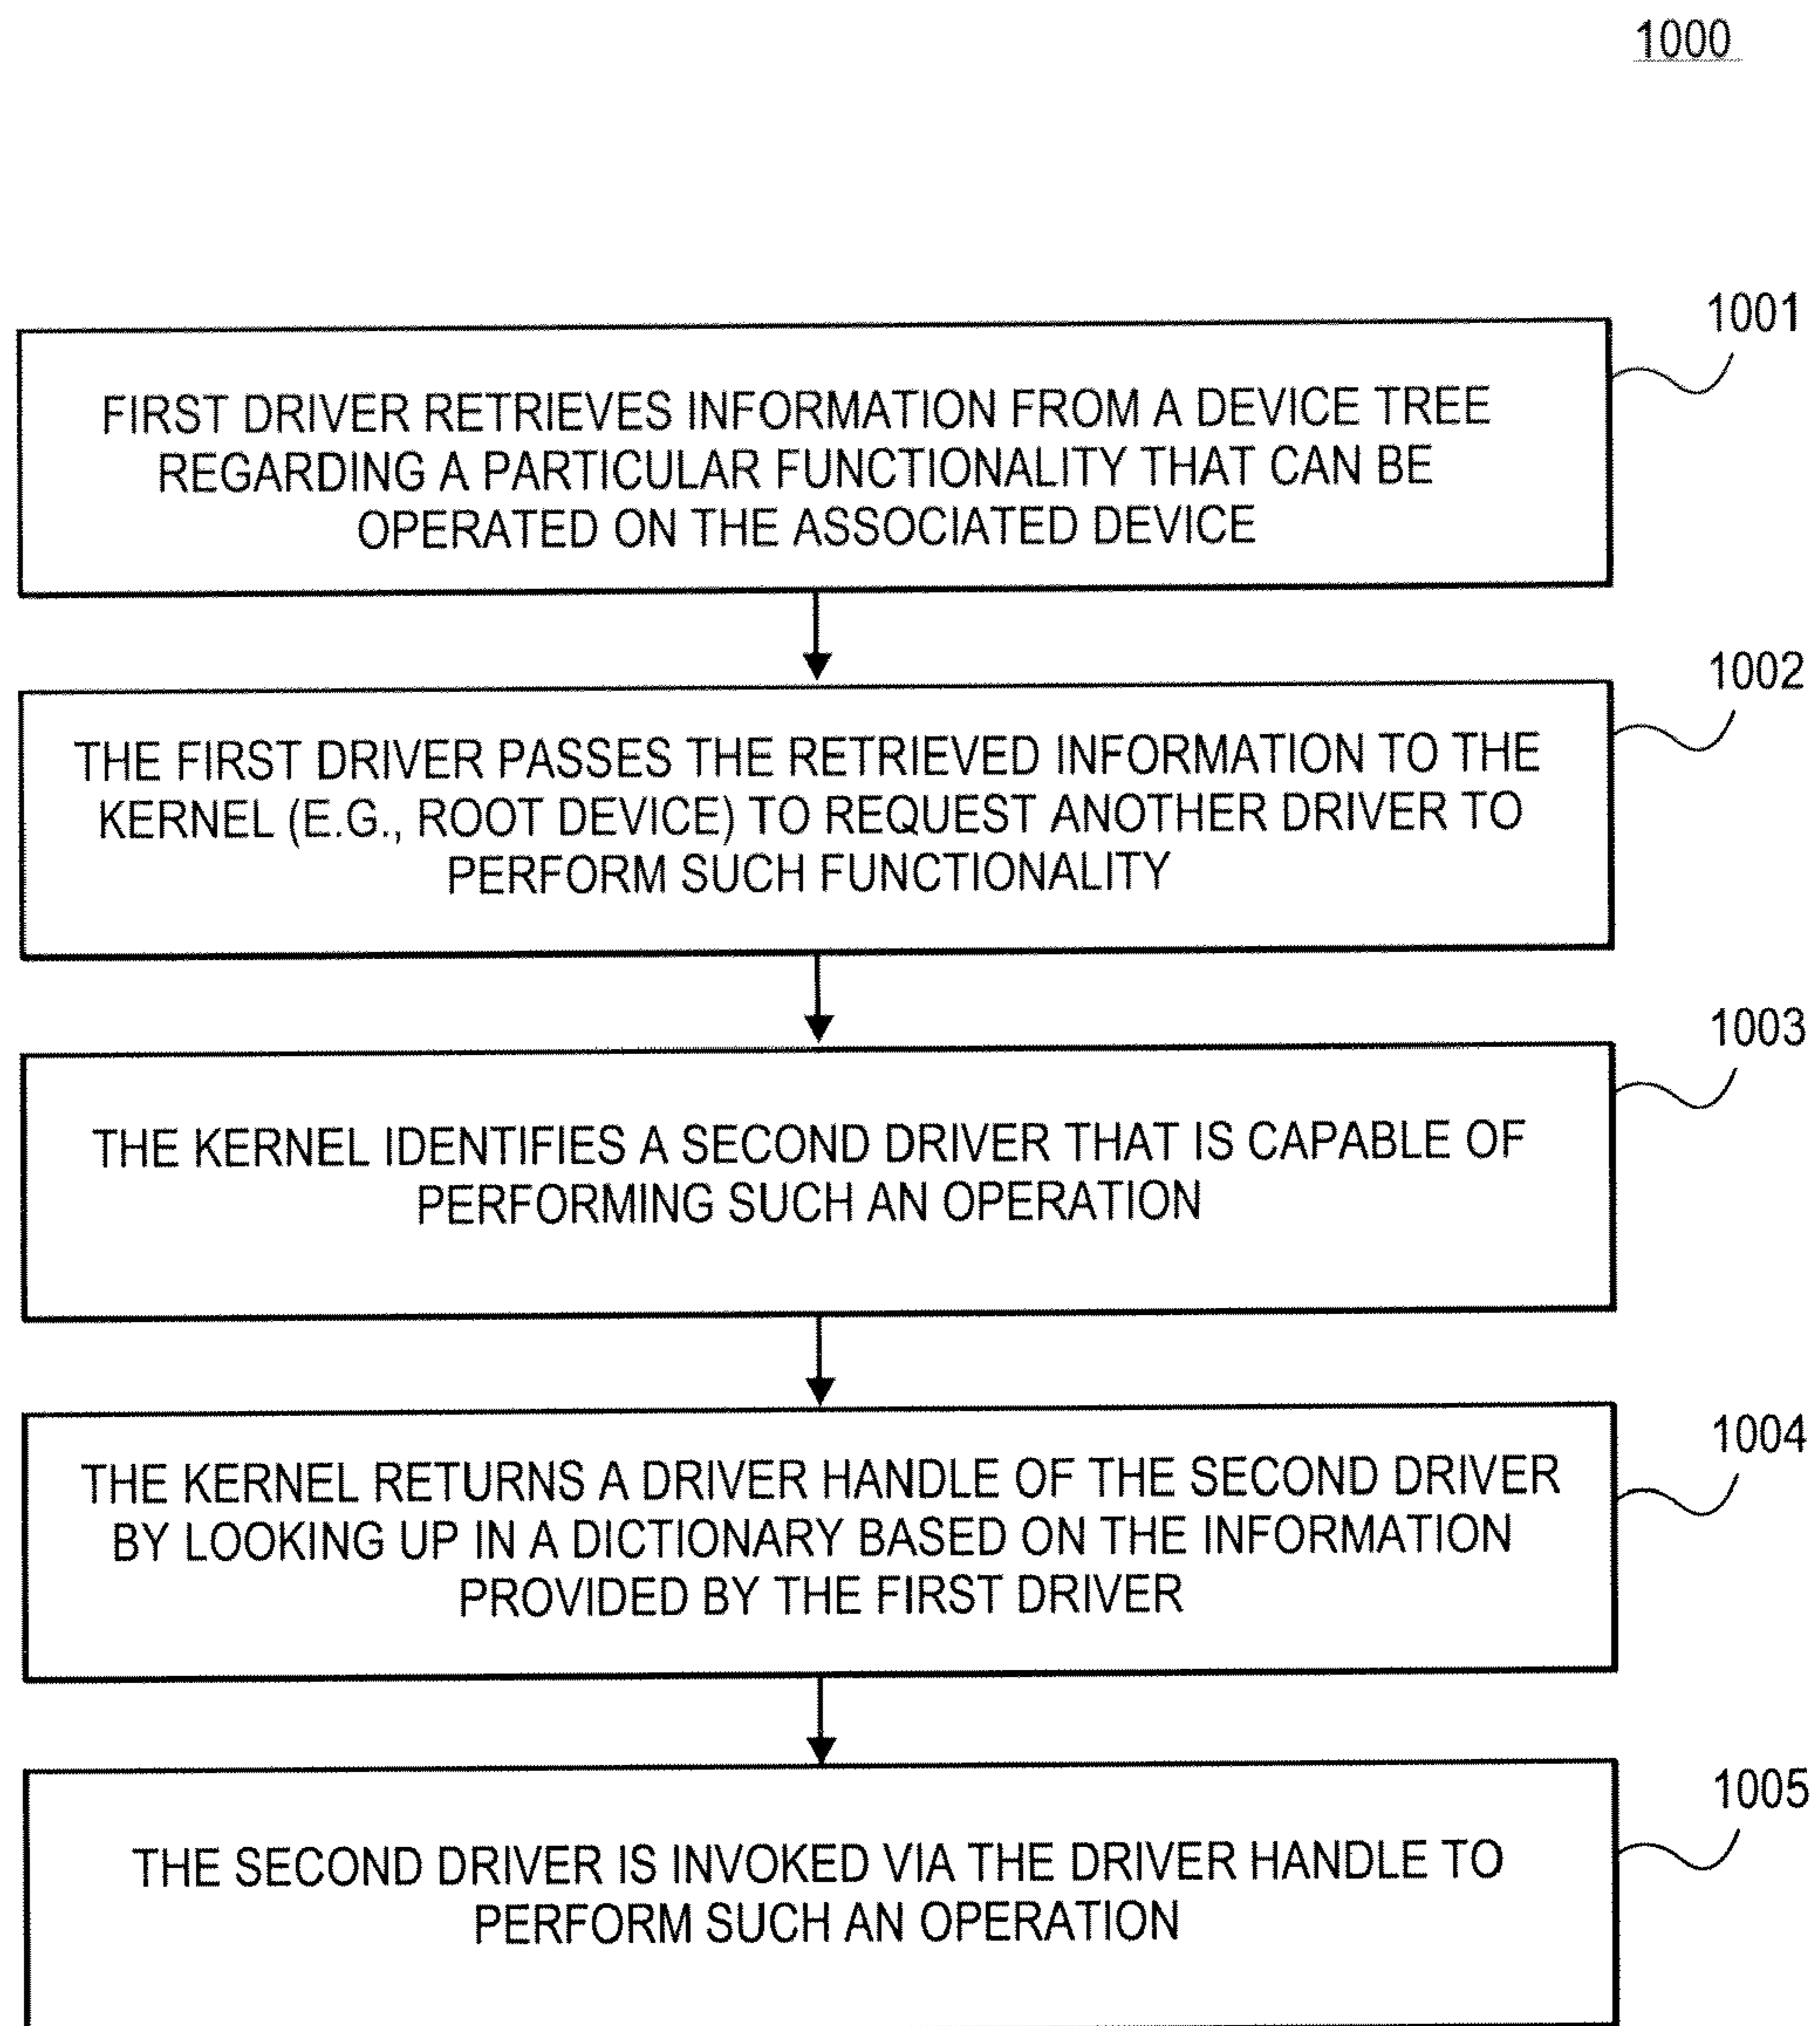 1000
1001
FIRST DRIVER RETRIEVES INFORMATION FROM A DEVICE TREE
REGARDING A PARTICULAR FUNCTIONALITY THAT CAN BE
OPERATED ON THE ASSOCIATED DEVICE
1002
THE FIRST DRIVER PASSES THE RETRIEVED INFORMATION TO THE
KERNEL (E.G., ROOT DEVICE) TO REQUEST ANOTHER DRIVER TO
PERFORM SUCH FUNCTIONALITY
1003
THE KERNEL IDENTIFIES A SECOND DRIVER THAT IS CAPABLE OF
PERFORMING SUCH AN OPERATION
1004
THE KERNEL RETURNS A DRIVER HANDLE OF THE SECOND DRIVER
BY LOOKING UP IN A DICTIONARY BASED ON THE INFORMATION
PROVIDED BY THE FIRST DRIVER
1005
THE SECOND DRIVER IS INVOKED VIA THE DRIVER HANDLE TO
PERFORM SUCH AN OPERATION